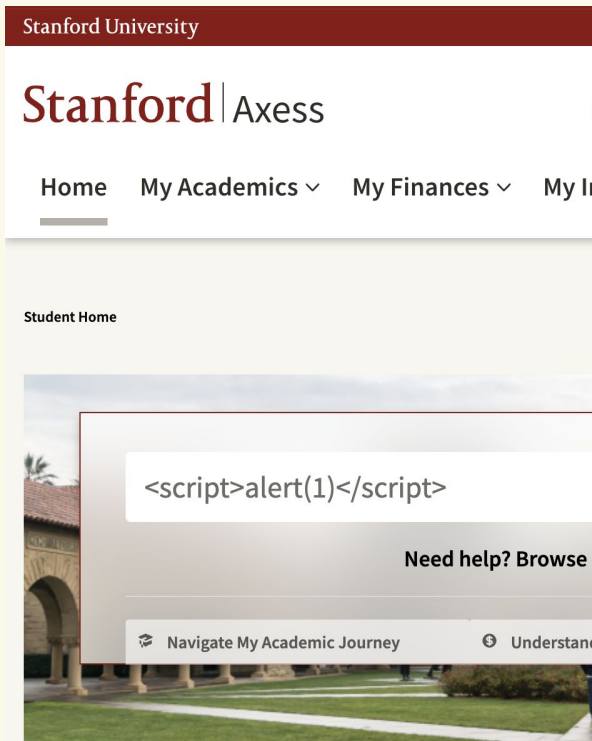 Stanford University
Stanford Axess
Home My Academics My Finances My
Student Home
<script>alert(1)</script>
Need help? Browse
Navigate My Academic Journey